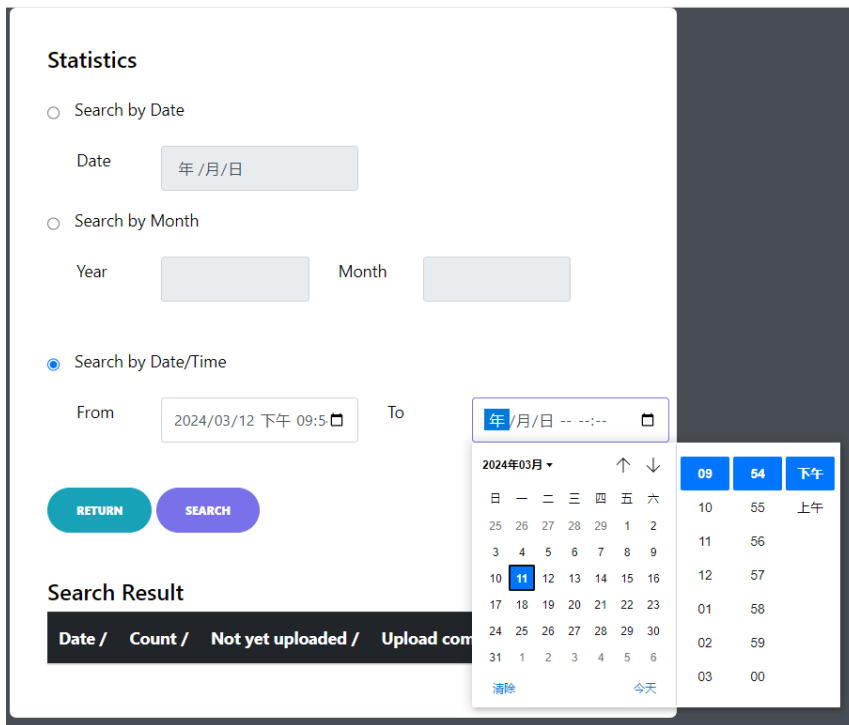 Statistics
Search by Date
Date 年 /月/日
Search by Month
Year Month
Search by Date/Time
From 2024/03/12 下午 09:5 To 年/月/日 -- --:--
2024年03月
日 一 二 三 四 五 六
25 26 27 28 29 1 2
3 4 5 6 7 8 9
10 11 12 13 14 15 16
17 18 19 20 21 22 23
24 25 26 27 28 29 30
31 1 2 3 4 5 6
清除 今天
09 54 下午
10 55 上午
11 56
12 57
01 58
02 59
03 00
RETURN SEARCH
Search Result
Date / Count / Not yet uploaded / Upload com